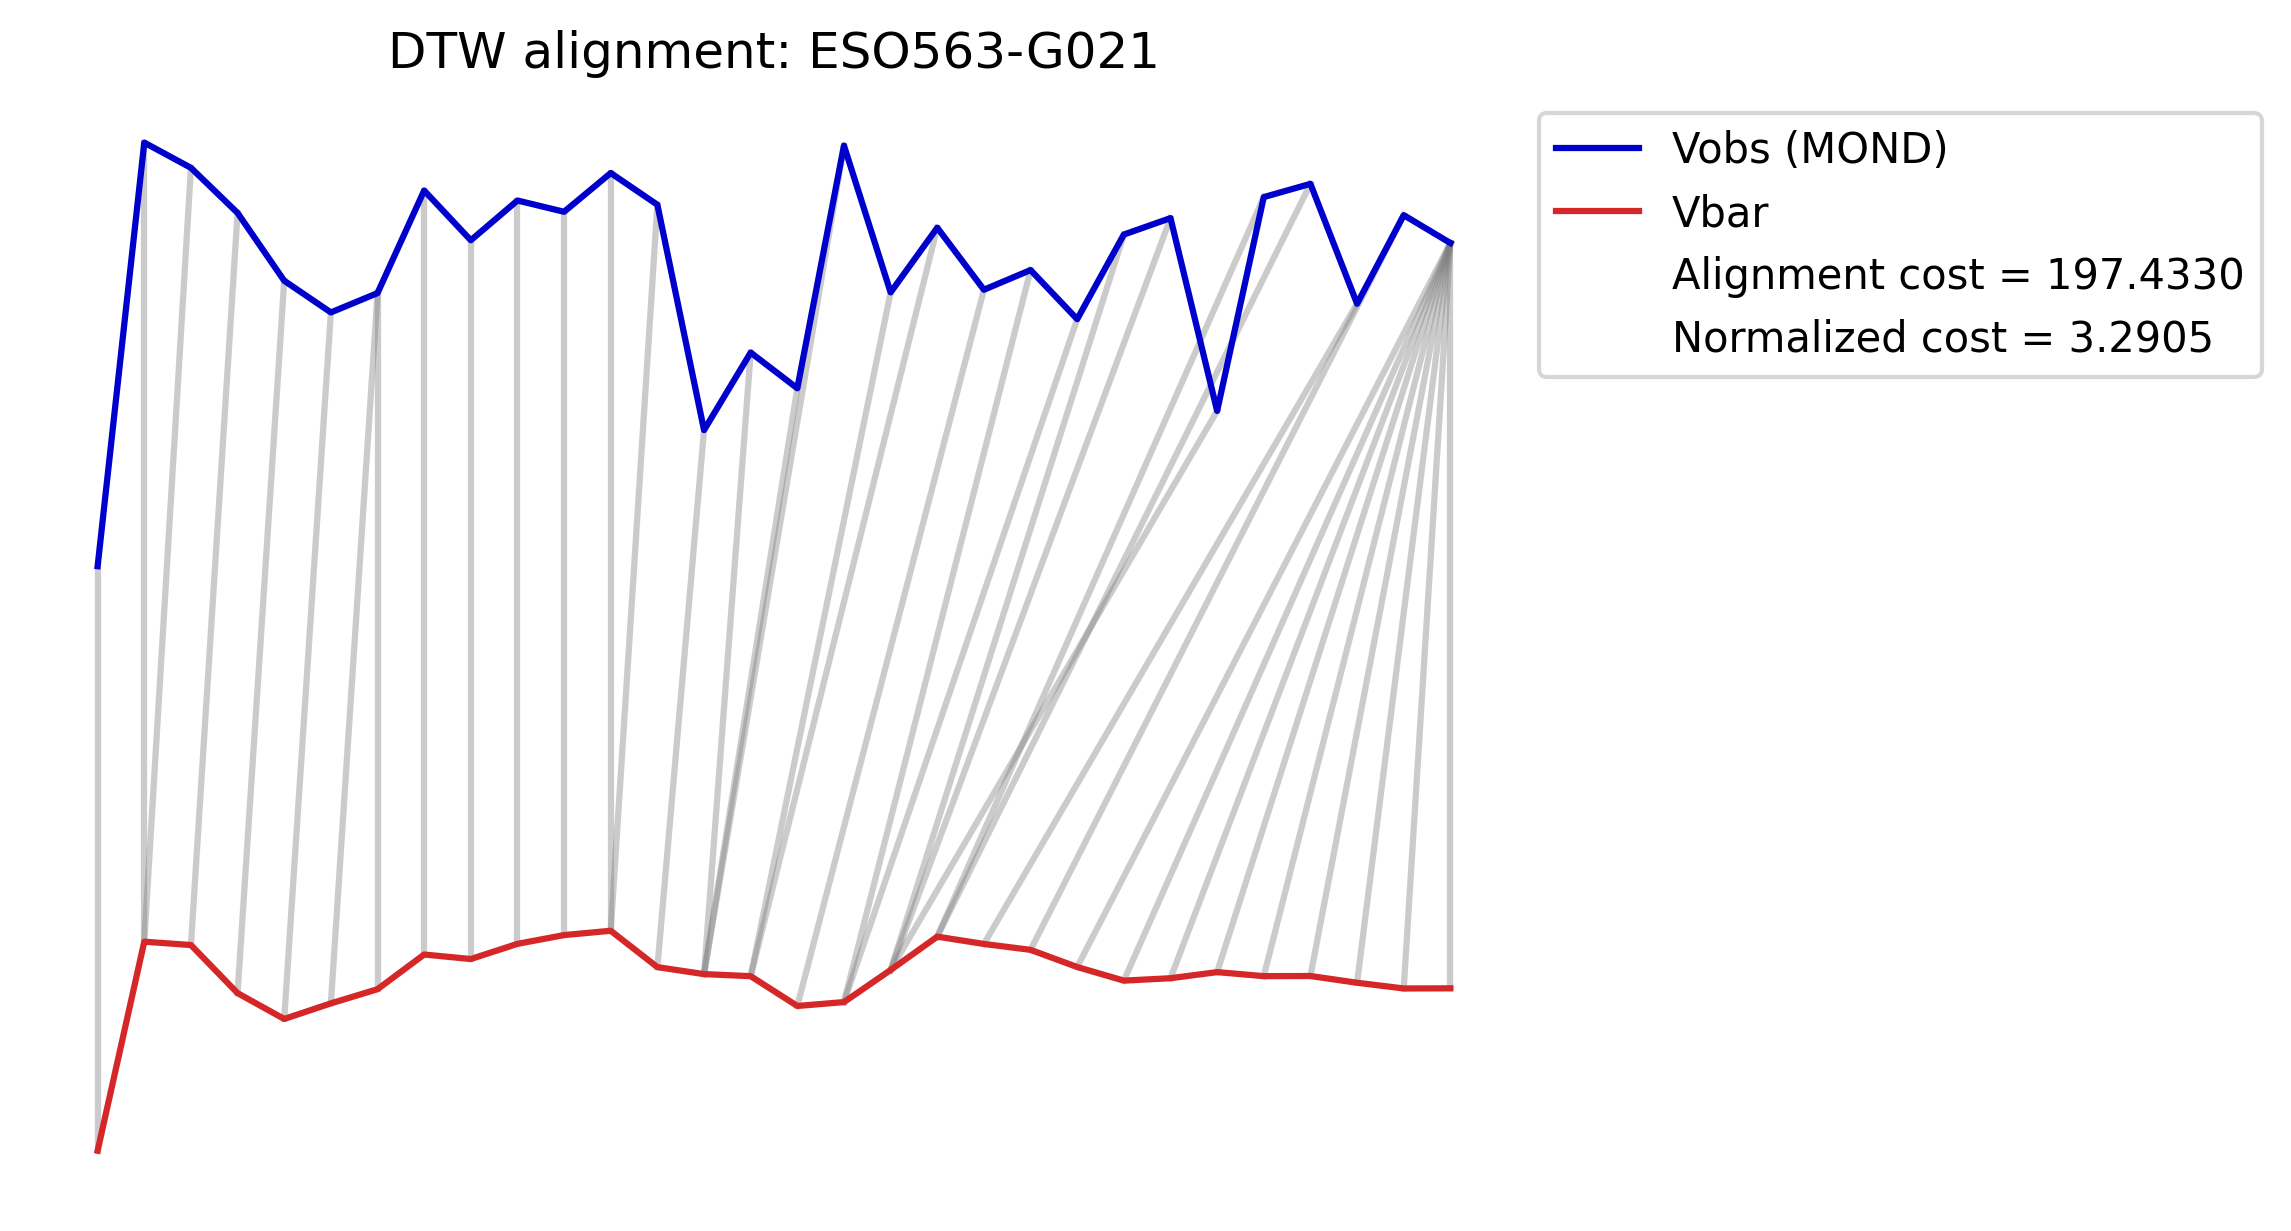 DTW alignment: ESO563-G021
Vobs (MOND)
Vbar
Alignment cost = 197.4330
Normalized cost = 3.2905